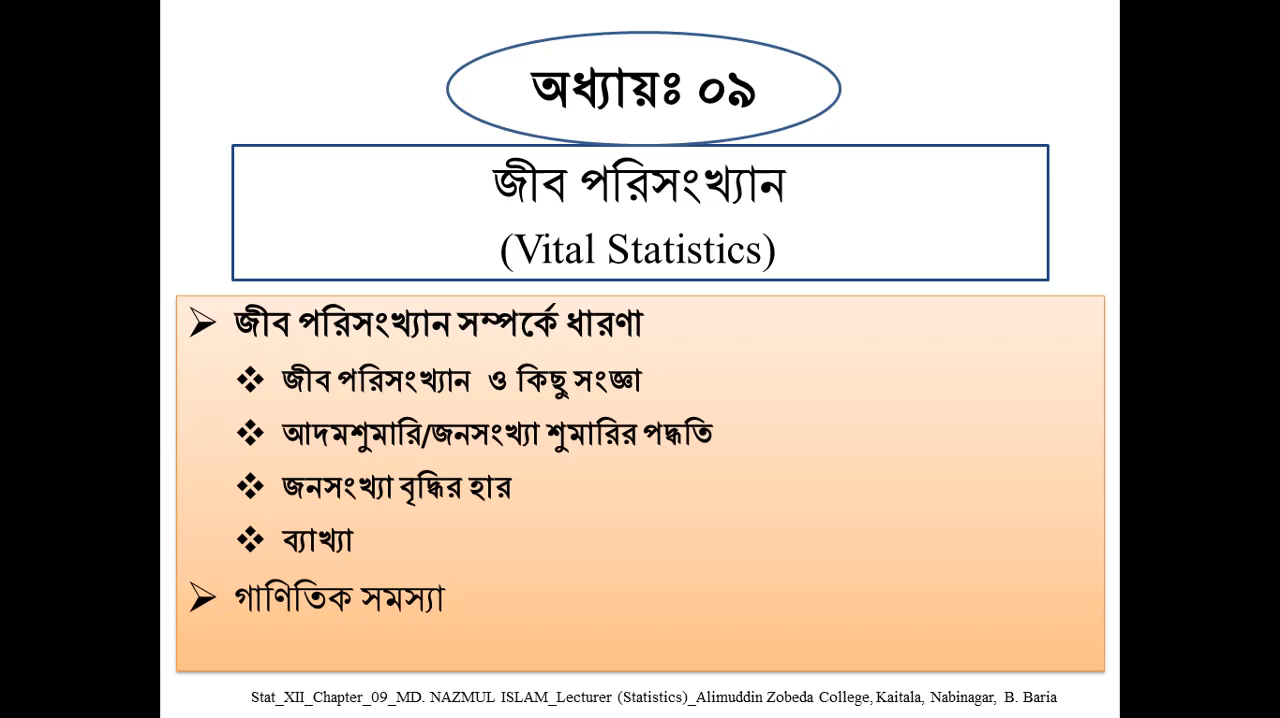 অধ্যায়ঃ ০৯
জীব পরিসংখ্যান
(Vital Statistics)
জীব পরিসংখ্যান সম্পর্কে ধারণা
জীব পরিসংখ্যান ও কিছু সংজ্ঞা
আদমশুমারি/জনসংখ্যা শুমারির পদ্ধতি
জনসংখ্যা বৃদ্ধির হার
ব্যাখ্যা
গাণিতিক সমস্যা
Stat_XII_Chapter_09_MD. NAZMUL ISLAM_Lecturer (Statistics)_Alimuddin Zobeda College, Kaitala, Nabinagar, B. Baria